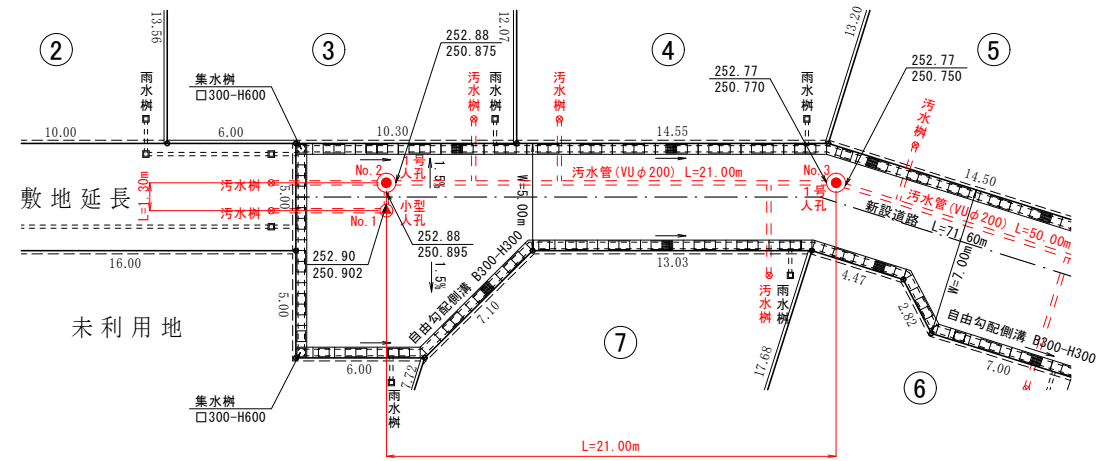 13.56
12.07
13.20
②
③
④
⑤
252.88
250.875
252.77
250.770
252.77
250.750
集水桝
□300-H600
雨水桝
汚水桝
雨水桝
汚水桝
雨水桝
汚水桝
10.00
6.00
10.30
14.55
14.50
1.5%
No.2
1号
人孔
汚水管(VUφ200) L=21.00m
No.3
1号
人孔
汚水桝
5.00
W=5.00m
敷地延長
L=1.30m
汚水桝
No.1
小型
人孔
新設道路
L=71.60m
汚水管(VUφ200) L=50.00m
252.88
250.895
252.90
250.902
1.5%
16.00
13.03
4.47
W=7.00m
5.00
未利用地
自由勾配側溝 B300-H300
7.10
汚水桝
雨水桝
2.82
自由勾配側溝 B300-H300
⑦
17.68
7.00
6.00
7.72
⑥
集水桝
□300-H600
雨水桝
L=21.00m